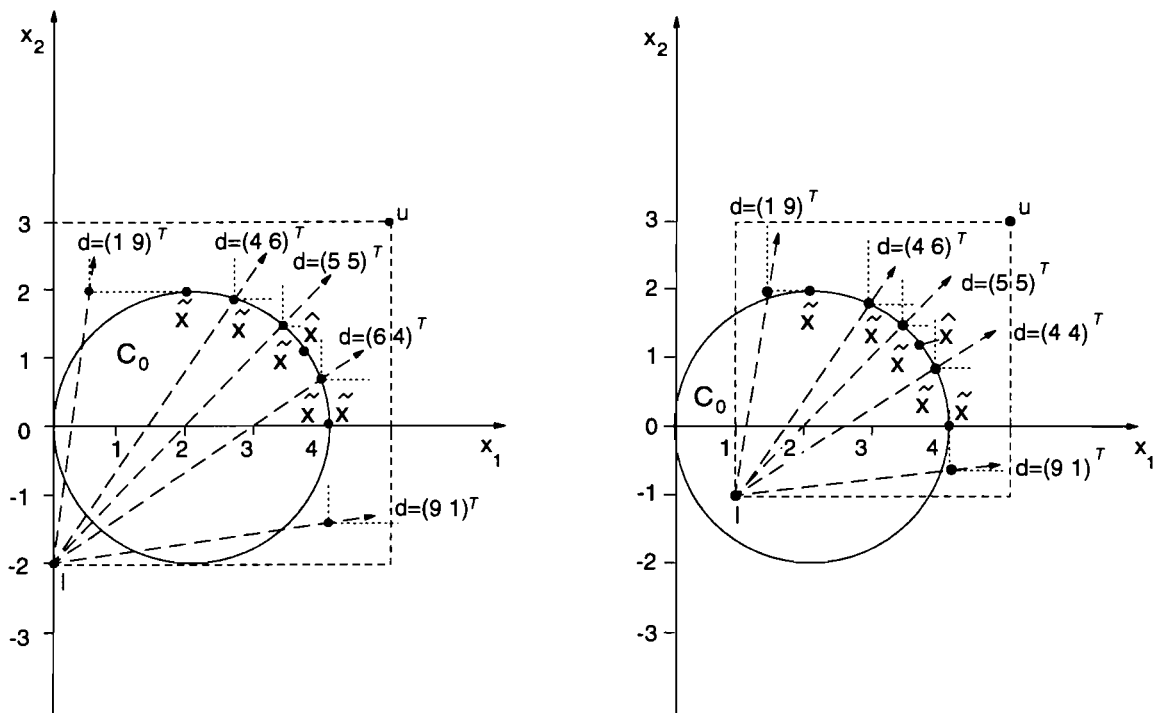 x2
3
u
d=(1 9)^T
d=(4 6)^T
d=(5 5)^T
2
x̃
x̃
x̂
d=(6 4)^T
C0
x̃
1
x̃
x̃
0
1
2
3
4
x1
-1
d=(9 1)^T
-2
l
-3
x2
3
u
d=(1 9)^T
d=(4 6)^T
d=(5 5)
2
x̃
x̃
x̂
d=(4 4)^T
x̃
1
C0
x̃
x̃
0
1
2
3
4
x1
d=(9 1)^T
-1
l
-2
-3